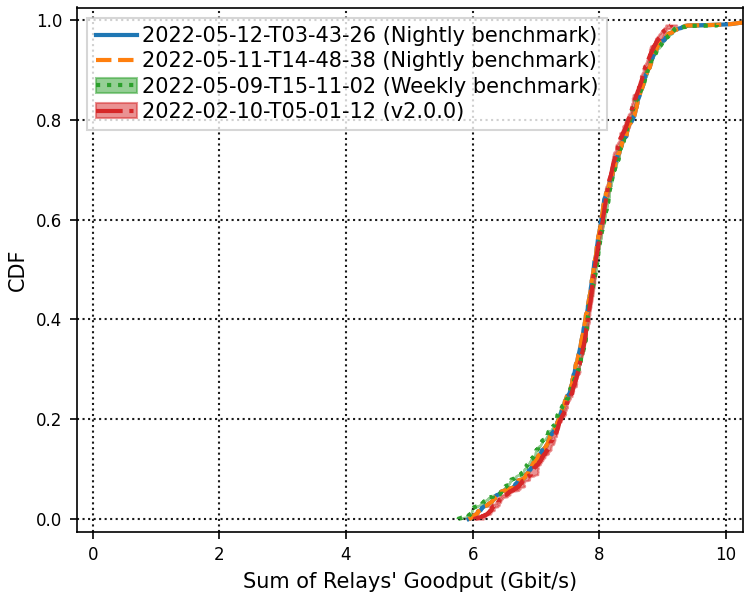 2022-05-12-T03-43-26 (Nightly benchmark)
2022-05-11-T14-48-38 (Nightly benchmark)
2022-05-09-T15-11-02 (Weekly benchmark)
2022-02-10-T05-01-12 (v2.0.0)
1.0
0.8
0.6
0.4
0.2
0.0
CDF
0 2 4 6 8 10
Sum of Relays' Goodput (Gbit/s)